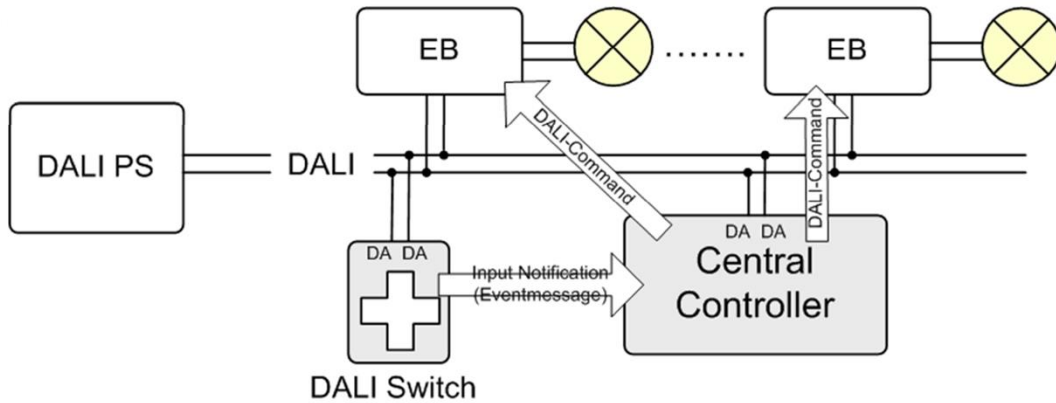 EB
EB
.......
DALI-Command
DALI-Command
DALI PS
DALI
DA DA
DA DA
Central
Controller
Input Notification
(Eventmessage)
DALI Switch